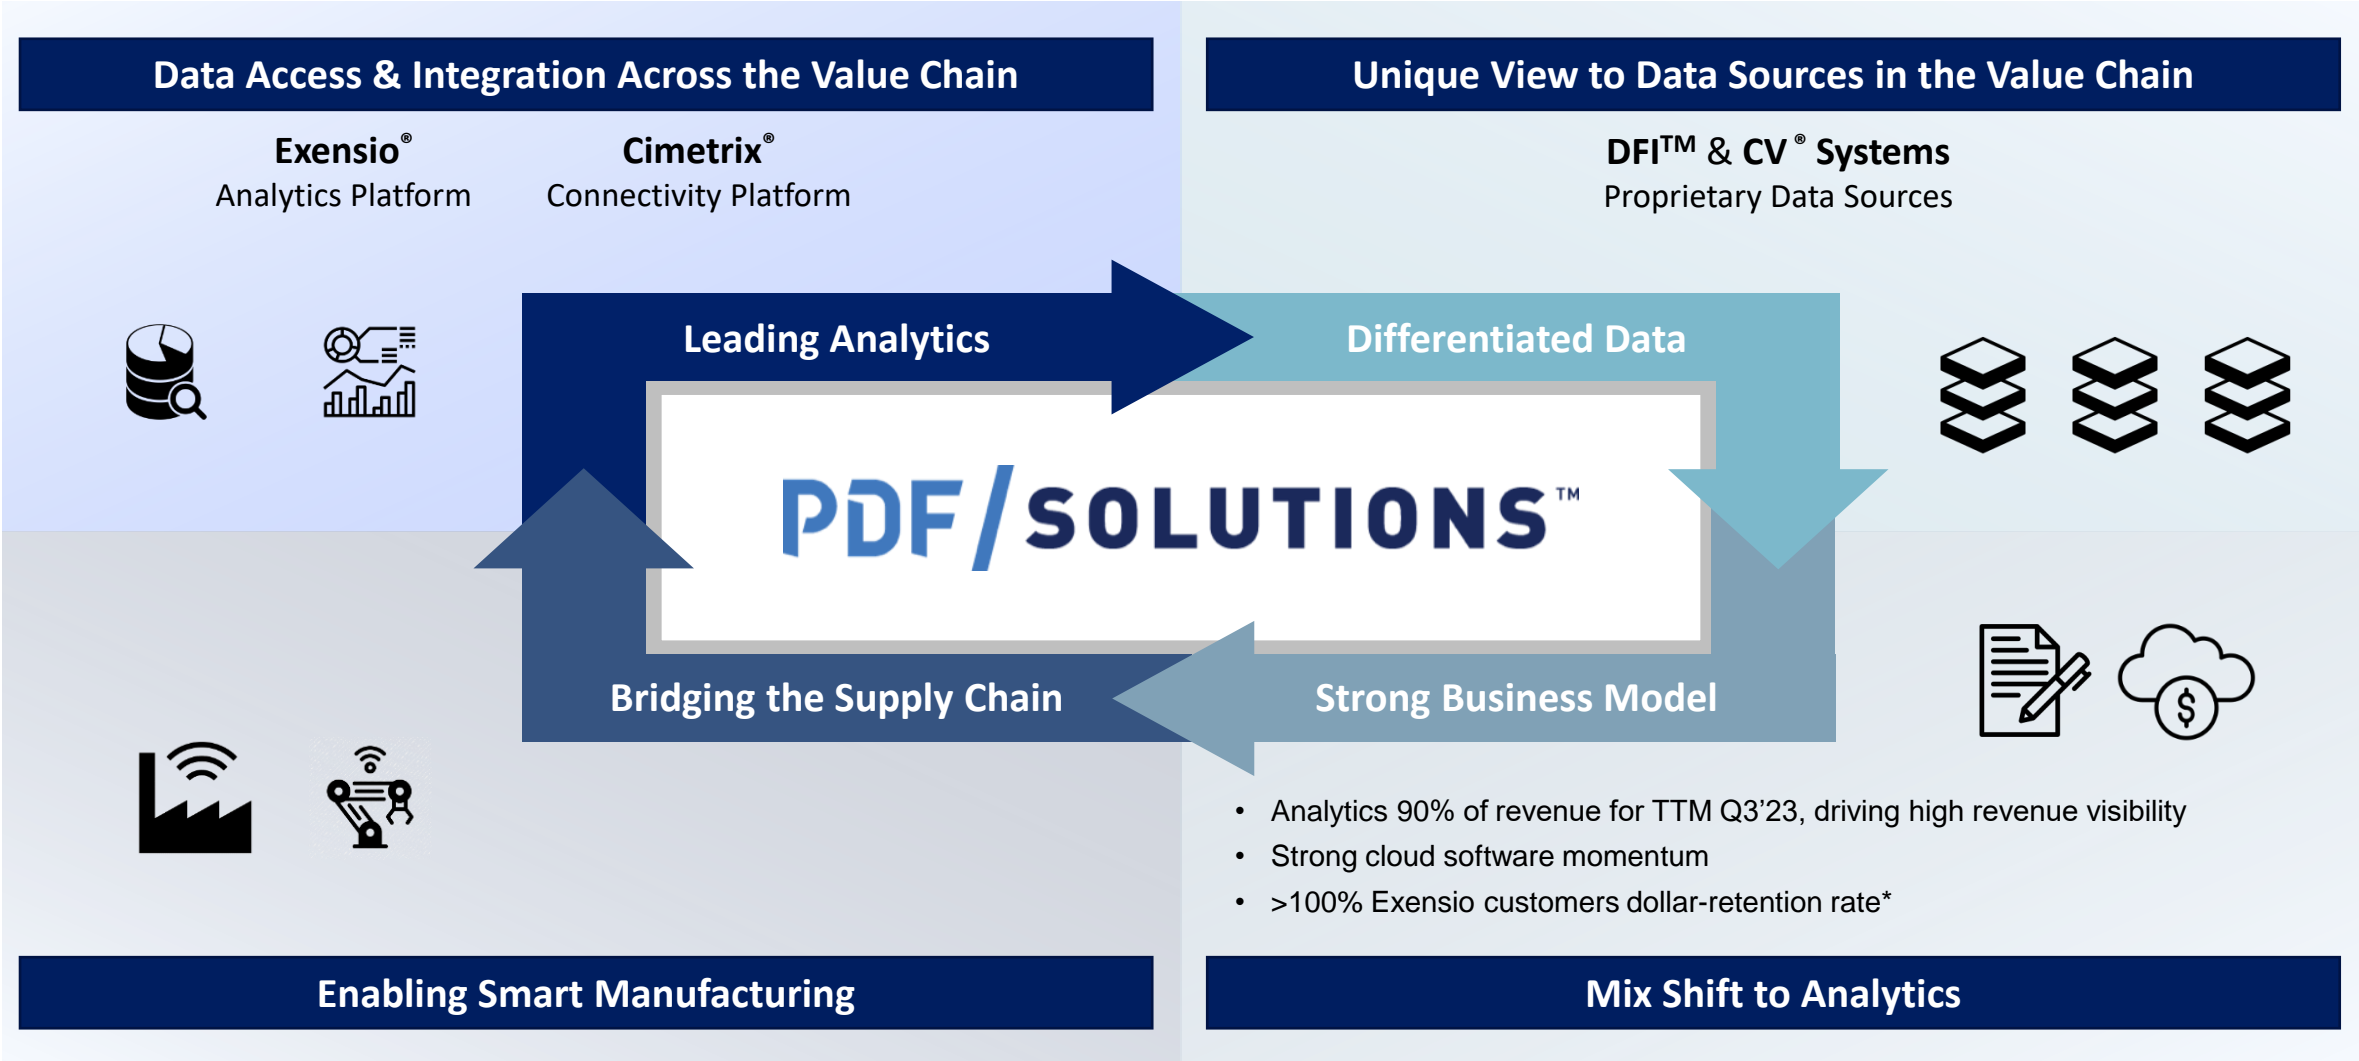 Data Access & Integration Across the Value Chain
Exensio®
Analytics Platform
Cimetrix®
Connectivity Platform
Unique View to Data Sources in the Value Chain
DFI™ & CV® Systems
Proprietary Data Sources
Leading Analytics
Differentiated Data
PDF/SOLUTIONS™
Bridging the Supply Chain
Strong Business Model
$
• Analytics 90% of revenue for TTM Q3’23, driving high revenue visibility
• Strong cloud software momentum
• >100% Exensio customers dollar-retention rate*
Enabling Smart Manufacturing
Mix Shift to Analytics